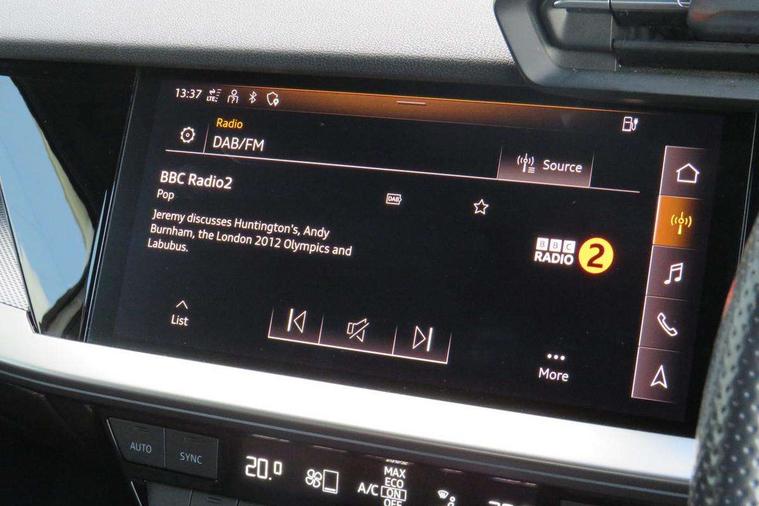 13:37 LTE
Radio
DAB/FM
Source
BBC Radio2
Pop
DAB
Jeremy discusses Huntington's, Andy
Burnham, the London 2012 Olympics and
Labubus.
BBC
RADIO 2
List
More
AUTO
SYNC
20.0
A/C
MAX
ECO
ON
OFF